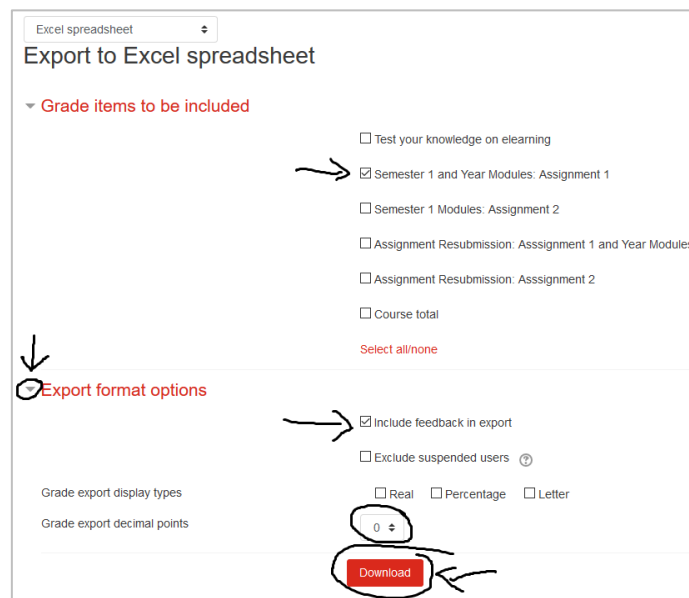 Excel spreadsheet
Export to Excel spreadsheet
Grade items to be included
Test your knowledge on elearning
Semester 1 and Year Modules: Assignment 1
Semester 1 Modules: Assignment 2
Assignment Resubmission: Asssignment 1 and Year Modules
Assignment Resubmission: Asssignment 2
Course total
Select all/none
Export format options
Include feedback in export
Exclude suspended users ?
Grade export display types Real Percentage Letter
Grade export decimal points 0
Download